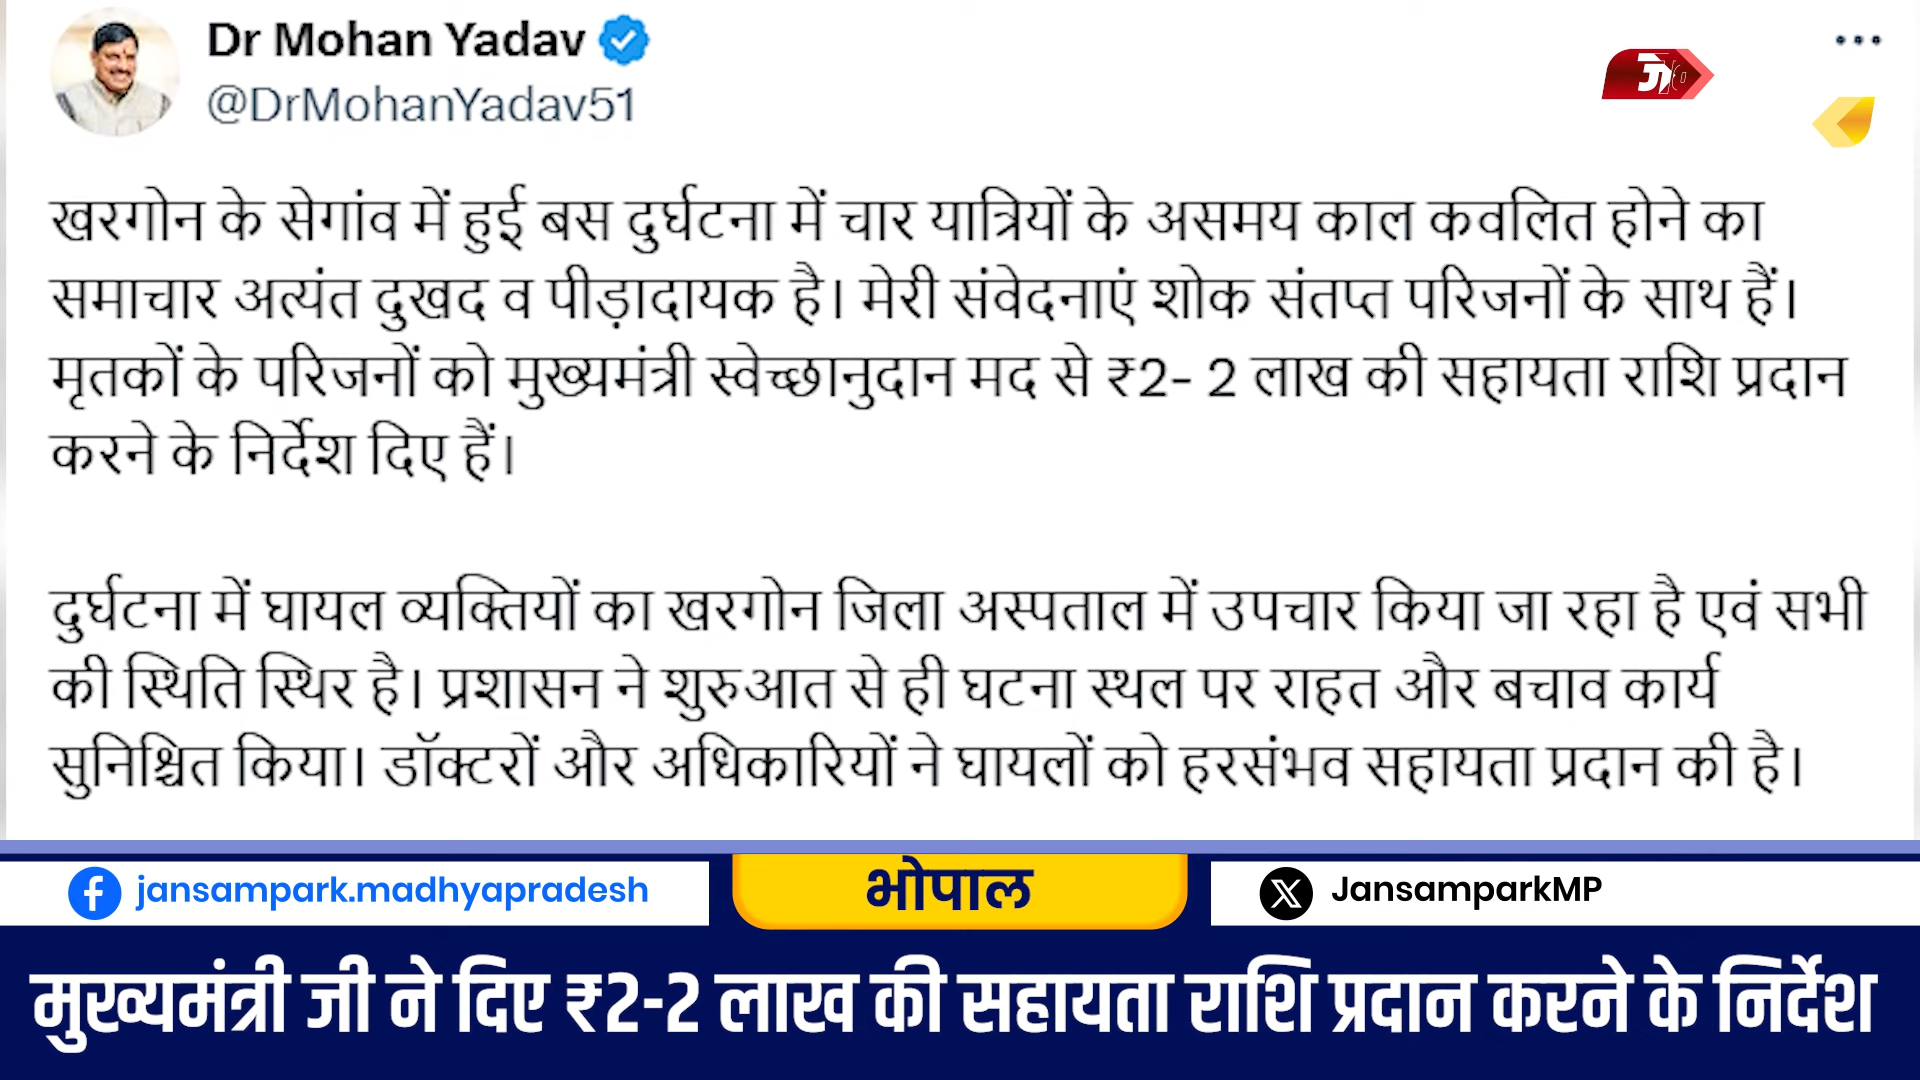 Dr Mohan Yadav
@DrMohanYadav51
खरगोन के सेगांव में हुई बस दुर्घटना में चार यात्रियों के असमय काल कवलित होने का
समाचार अत्यंत दुखद व पीड़ादायक है। मेरी संवेदनाएं शोक संतप्त परिजनों के साथ हैं।
मृतकों के परिजनों को मुख्यमंत्री स्वेच्छानुदान मद से ₹2- 2 लाख की सहायता राशि प्रदान
करने के निर्देश दिए हैं।
दुर्घटना में घायल व्यक्तियों का खरगोन जिला अस्पताल में उपचार किया जा रहा है एवं सभी
की स्थिति स्थिर है। प्रशासन ने शुरुआत से ही घटना स्थल पर राहत और बचाव कार्य
सुनिश्चित किया। डॉक्टरों और अधिकारियों ने घायलों को हरसंभव सहायता प्रदान की है।
jansampark.madhyapradesh
भोपाल
JansamparkMP
मुख्यमंत्री जी ने दिए ₹2-2 लाख की सहायता राशि प्रदान करने के निर्देश